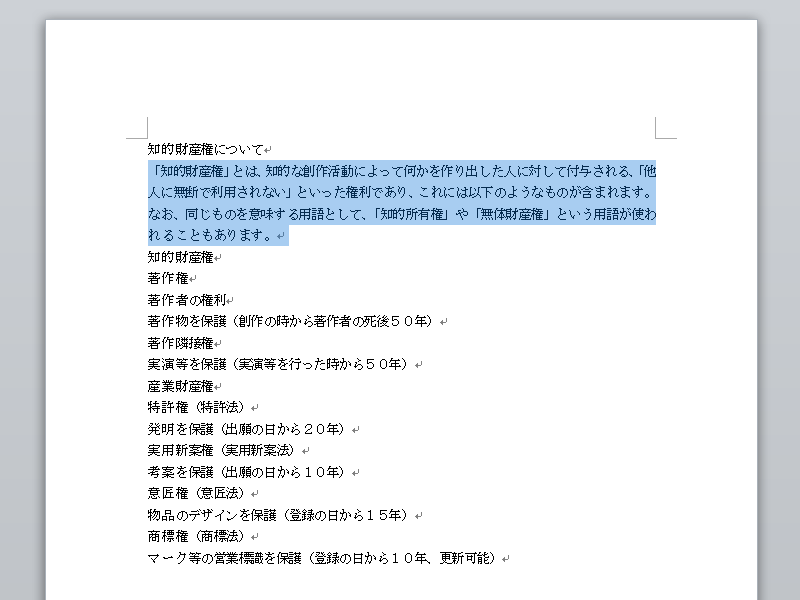 知的財産権について↵
「知的財産権」とは、知的な創作活動によって何かを作り出した人に対して付与される、「他
人に無断で利用されない」といった権利であり、これには以下のようなものが含まれます。
なお、同じものを意味する用語として、「知的所有権」や「無体財産権」という用語が使わ
れることもあります。↵
知的財産権↵
著作権↵
著作者の権利↵
著作物を保護（創作の時から著作者の死後５０年）↵
著作隣接権↵
実演等を保護（実演等を行った時から５０年）↵
産業財産権↵
特許権（特許法）↵
発明を保護（出願の日から２０年）↵
実用新案権（実用新案法）↵
考案を保護（出願の日から１０年）↵
意匠権（意匠法）↵
物品のデザインを保護（登録の日から１５年）↵
商標権（商標法）↵
マーク等の営業標識を保護（登録の日から１０年、更新可能）↵